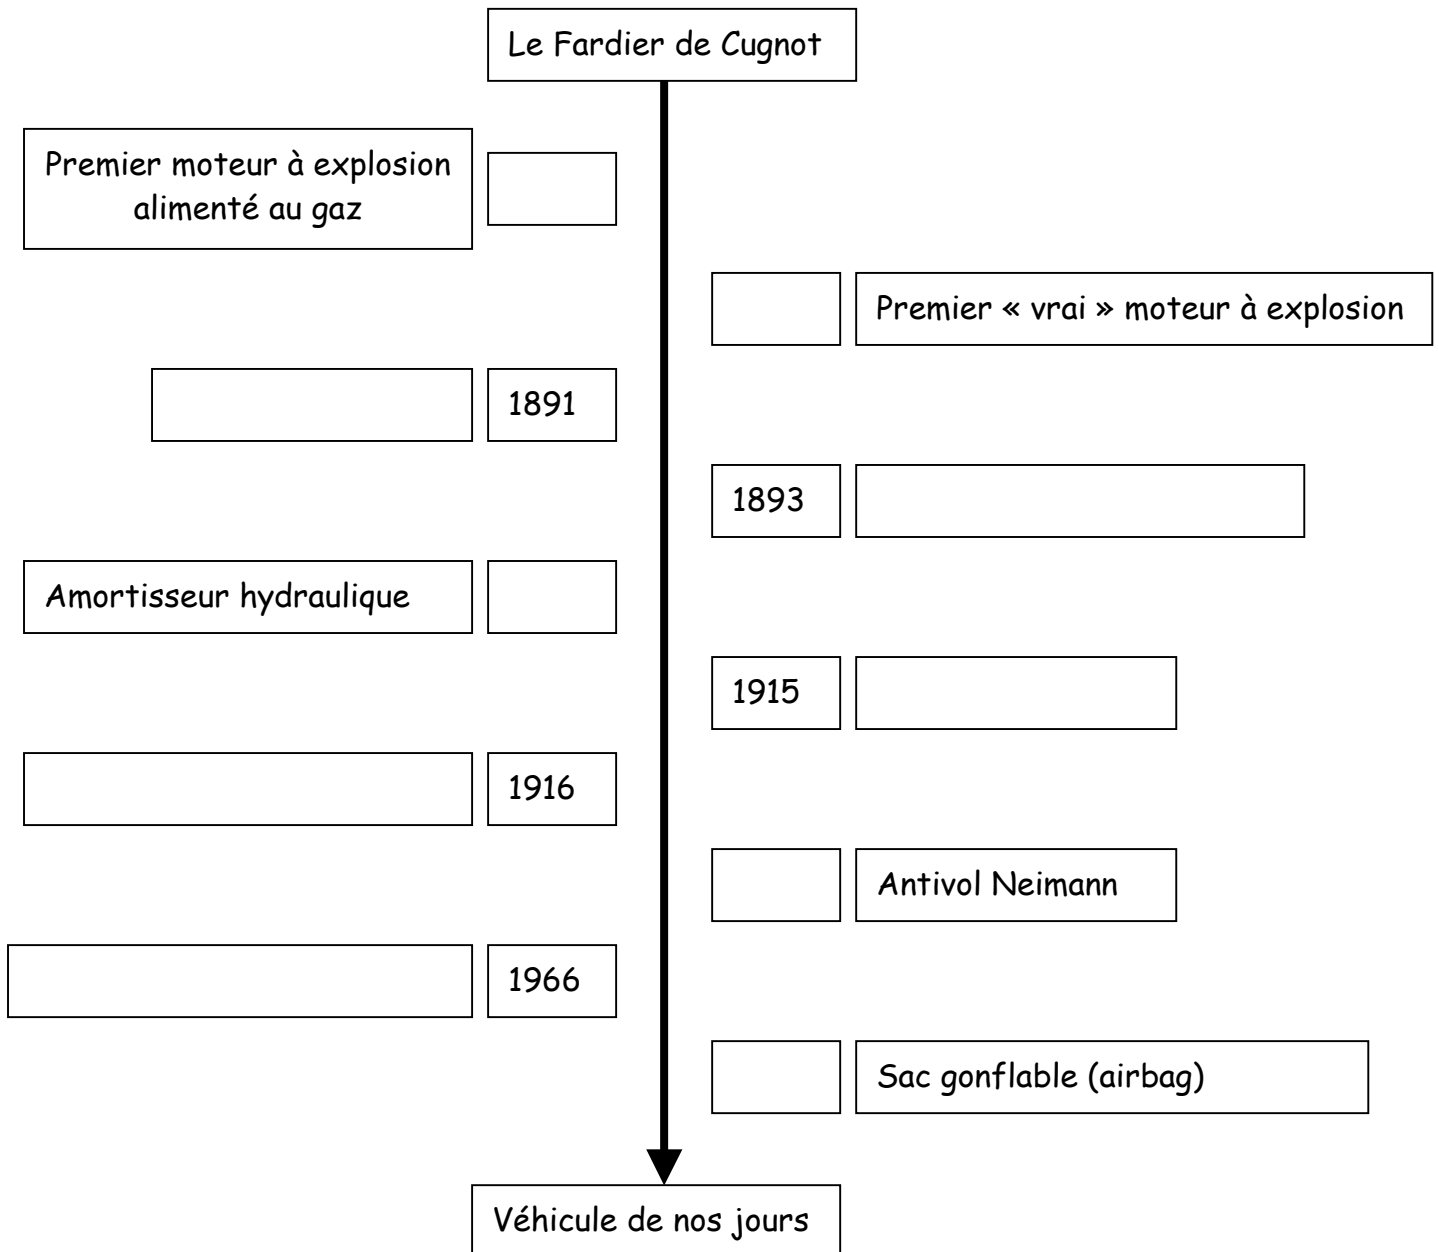 Le Fardier de Cugnot
Premier moteur à explosion
alimenté au gaz
Premier « vrai » moteur à explosion
1891
1893
Amortisseur hydraulique
1915
1916
Antivol Neimann
1966
Sac gonflable (airbag)
Véhicule de nos jours